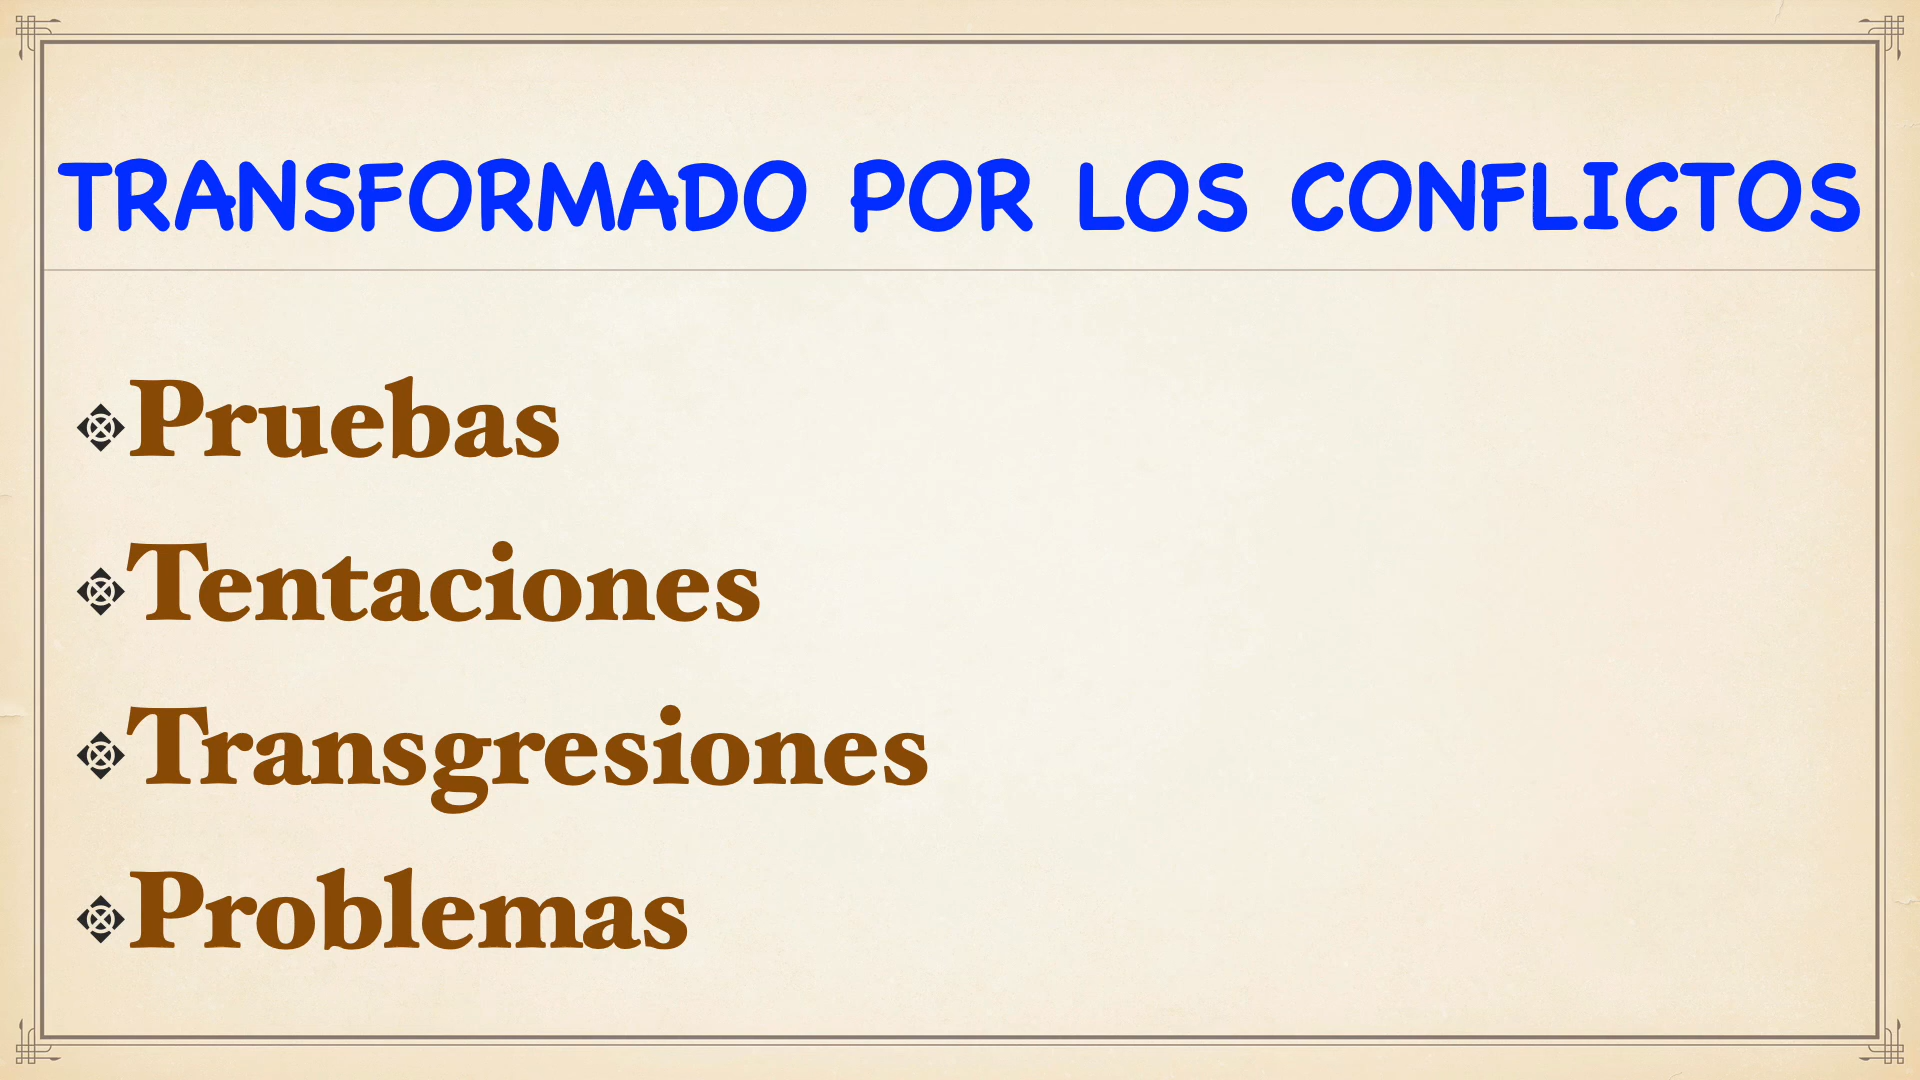 TRANSFORMADO POR LOS CONFLICTOS
Pruebas
Tentaciones
Transgresiones
Problemas